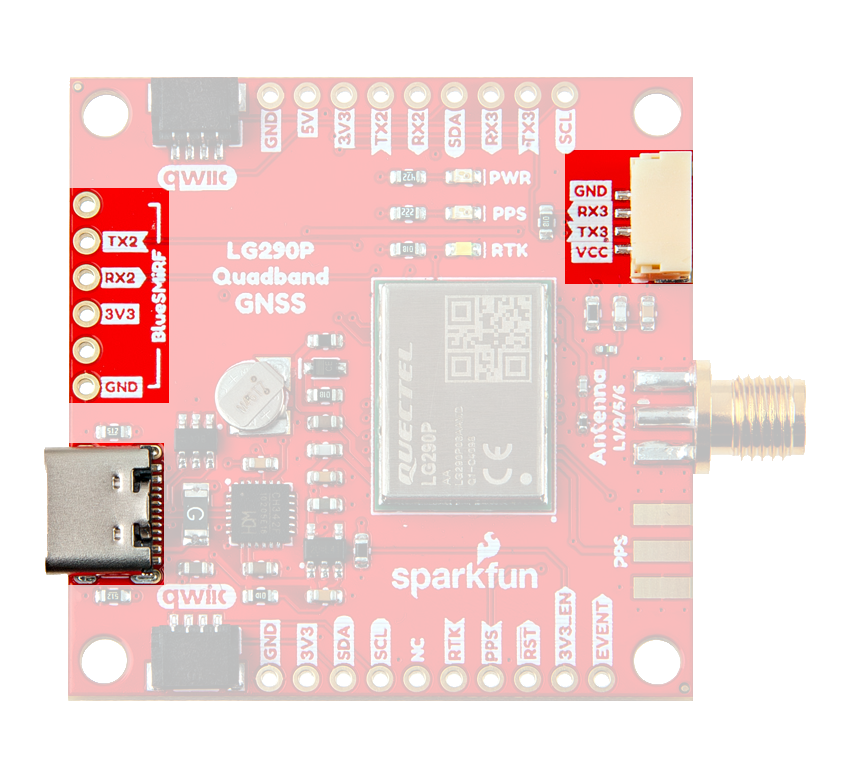 GND
5V
3V3
TX2
RX2
SDA
RX3
TX3
SCL
qwiic
PWR
PPS
RTK
GND
RX3
TX3
VCC
TX2
RX2
3V3
GND
BlueSMiRF
LG290P
Quadband
GNSS
QUECTEL
LG290P
CE
Antenna
L1/2/5/6
G
PPS
sparkfun
qwiic
GND
3V3
SDA
SCL
NC
RTK
PPS
RST
3V3_EN
EVENT